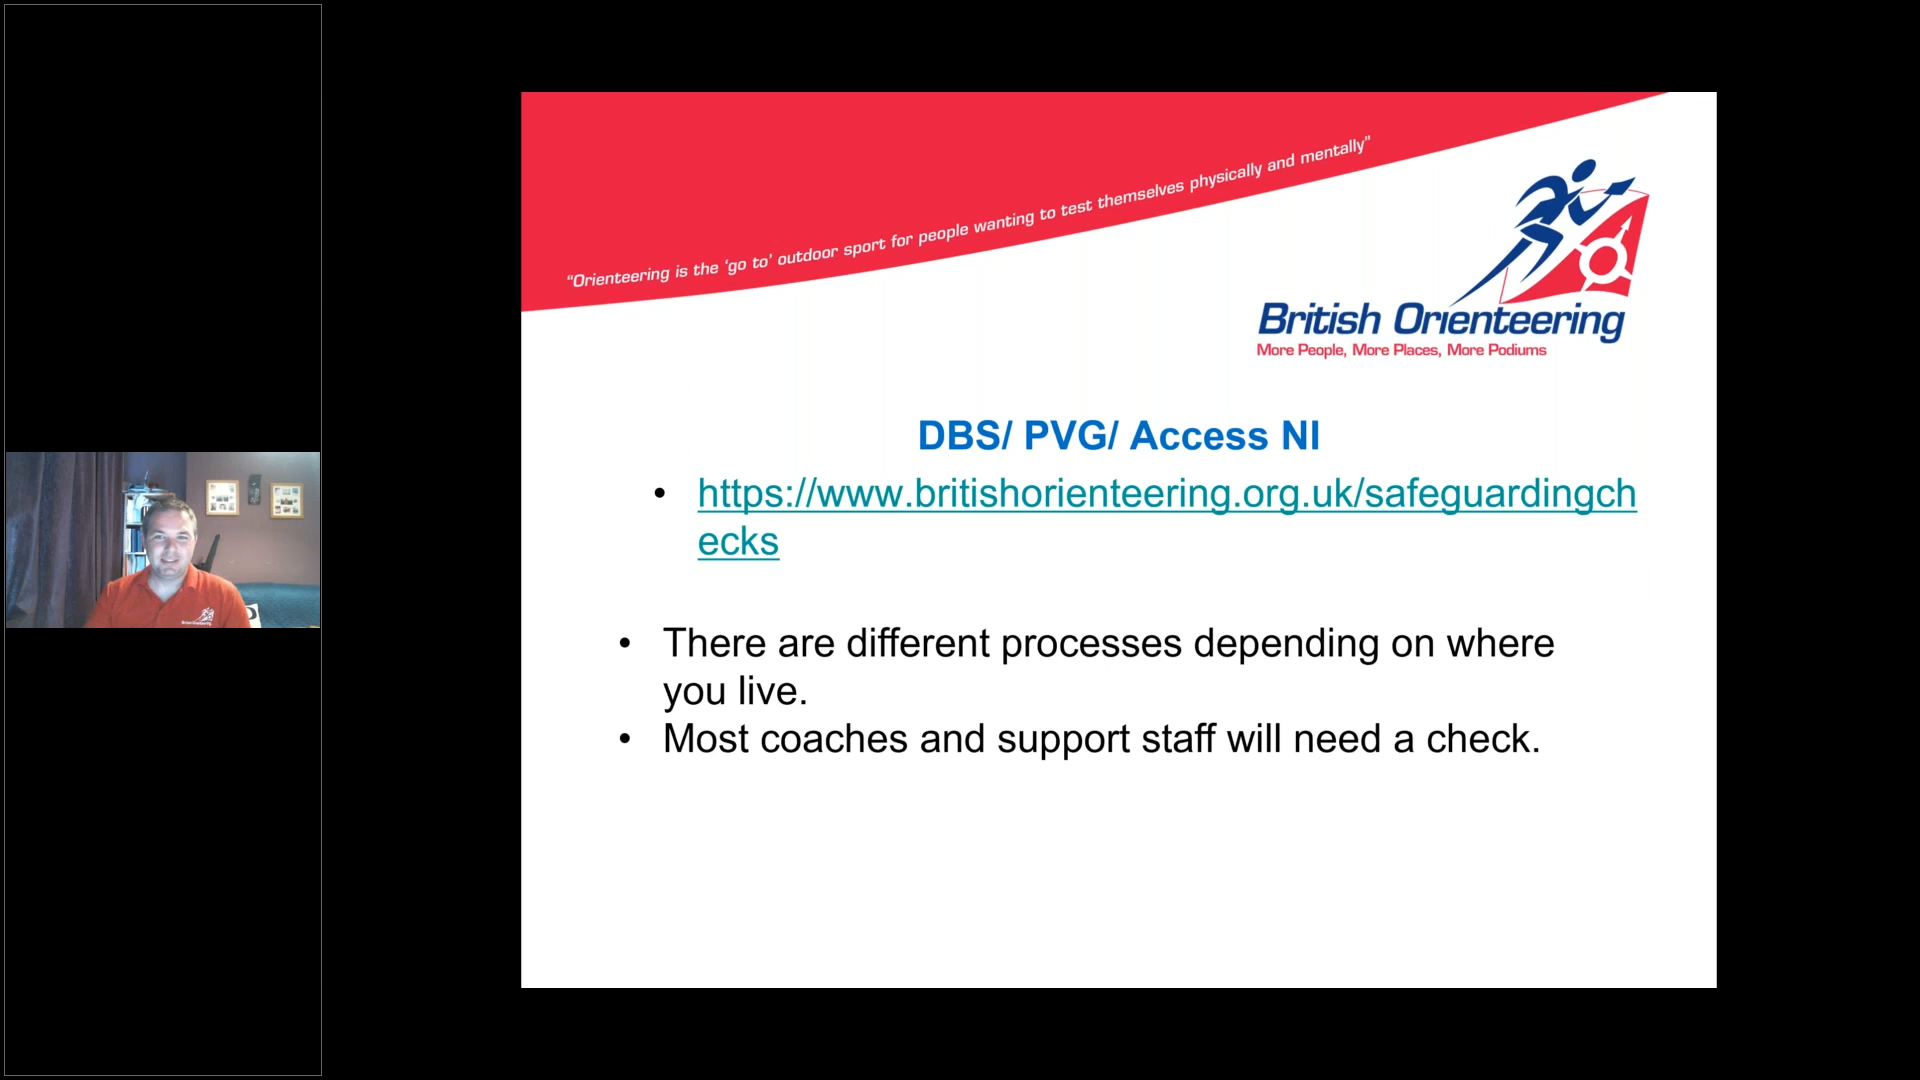 “Orienteering is the ‘go to’ outdoor sport for people wanting to test themselves physically and mentally”
British Orienteering
More People, More Places, More Podiums
DBS/ PVG/ Access NI
• https://www.britishorienteering.org.uk/safeguardingch
ecks
• There are different processes depending on where
you live.
• Most coaches and support staff will need a check.